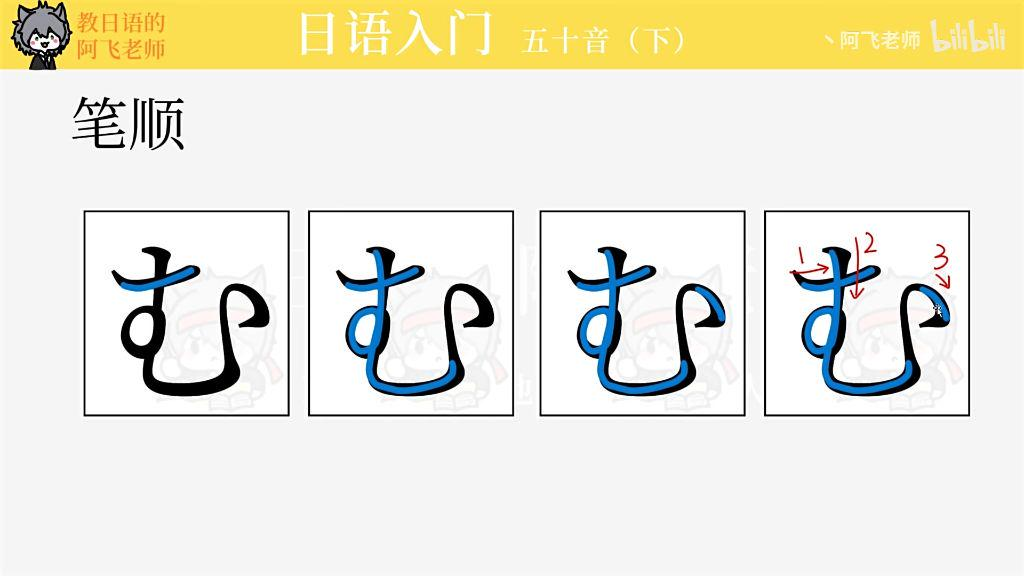 教日语的
阿飞老师
日语入门 五十音（下）
丶阿飞老师 bilibili
笔顺
む む む む
1 2 3